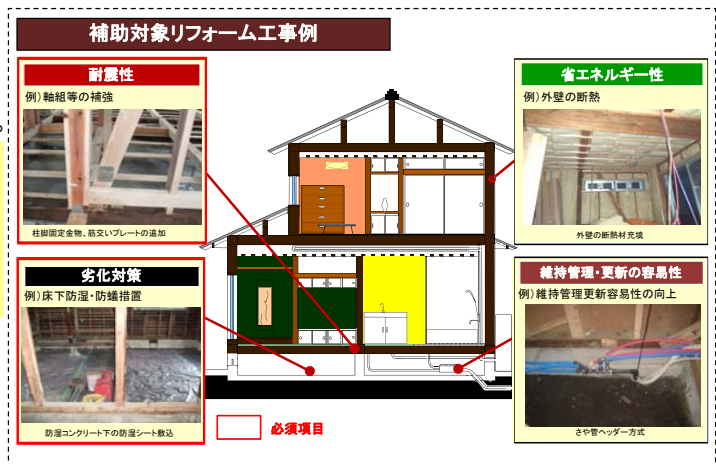 補助対象リフォーム工事例
耐震性
例）軸組等の補強
柱脚固定金物、筋交いプレートの追加
劣化対策
例）床下防湿・防蟻措置
防湿コンクリート下の防湿シート敷込
省エネルギー性
例）外壁の断熱
外壁の断熱材充填
維持管理・更新の容易性
例）維持管理更新容易性の向上
さや管ヘッダー方式
必須項目